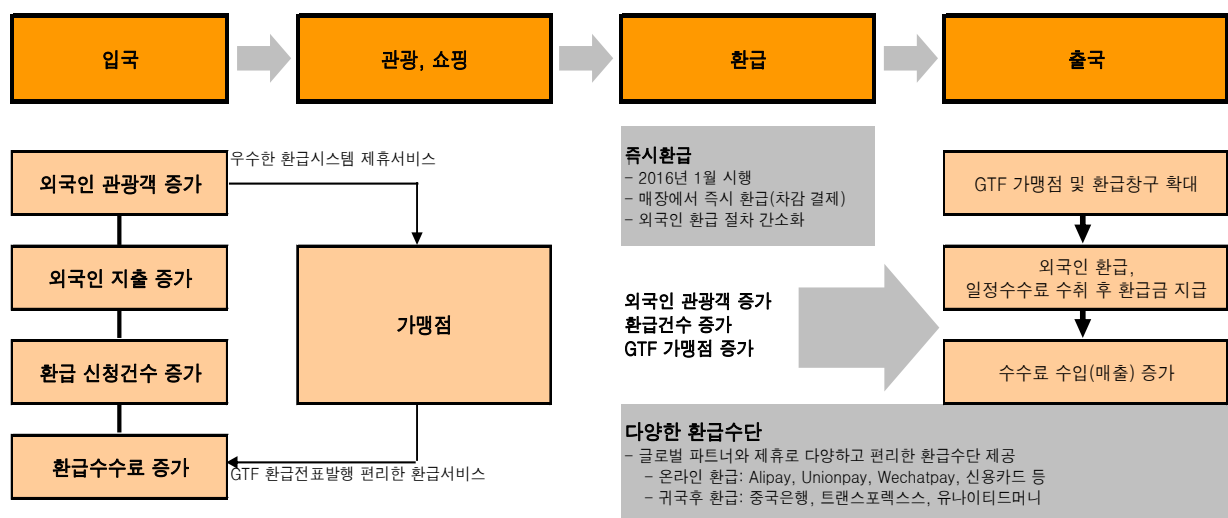 입국
관광, 쇼핑
환급
출국
외국인 관광객 증가
외국인 지출 증가
환급 신청건수 증가
환급수수료 증가
우수한 환급시스템 제휴서비스
가맹점
GTF 환급전표발행 편리한 환급서비스
즉시환급
- 2016년 1월 시행
- 매장에서 즉시 환급(차감 결제)
- 외국인 환급 절차 간소화
외국인 관광객 증가
환급건수 증가
GTF 가맹점 증가
GTF 가맹점 및 환급창구 확대
외국인 환급,
일정수수료 수취 후 환급금 지급
수수료 수입(매출) 증가
다양한 환급수단
- 글로벌 파트너와 제휴로 다양하고 편리한 환급수단 제공
- 온라인 환급: Alipay, Unionpay, Wechatpay, 신용카드 등
- 귀국후 환급: 중국은행, 트랜스포렉스스, 유나이티드머니